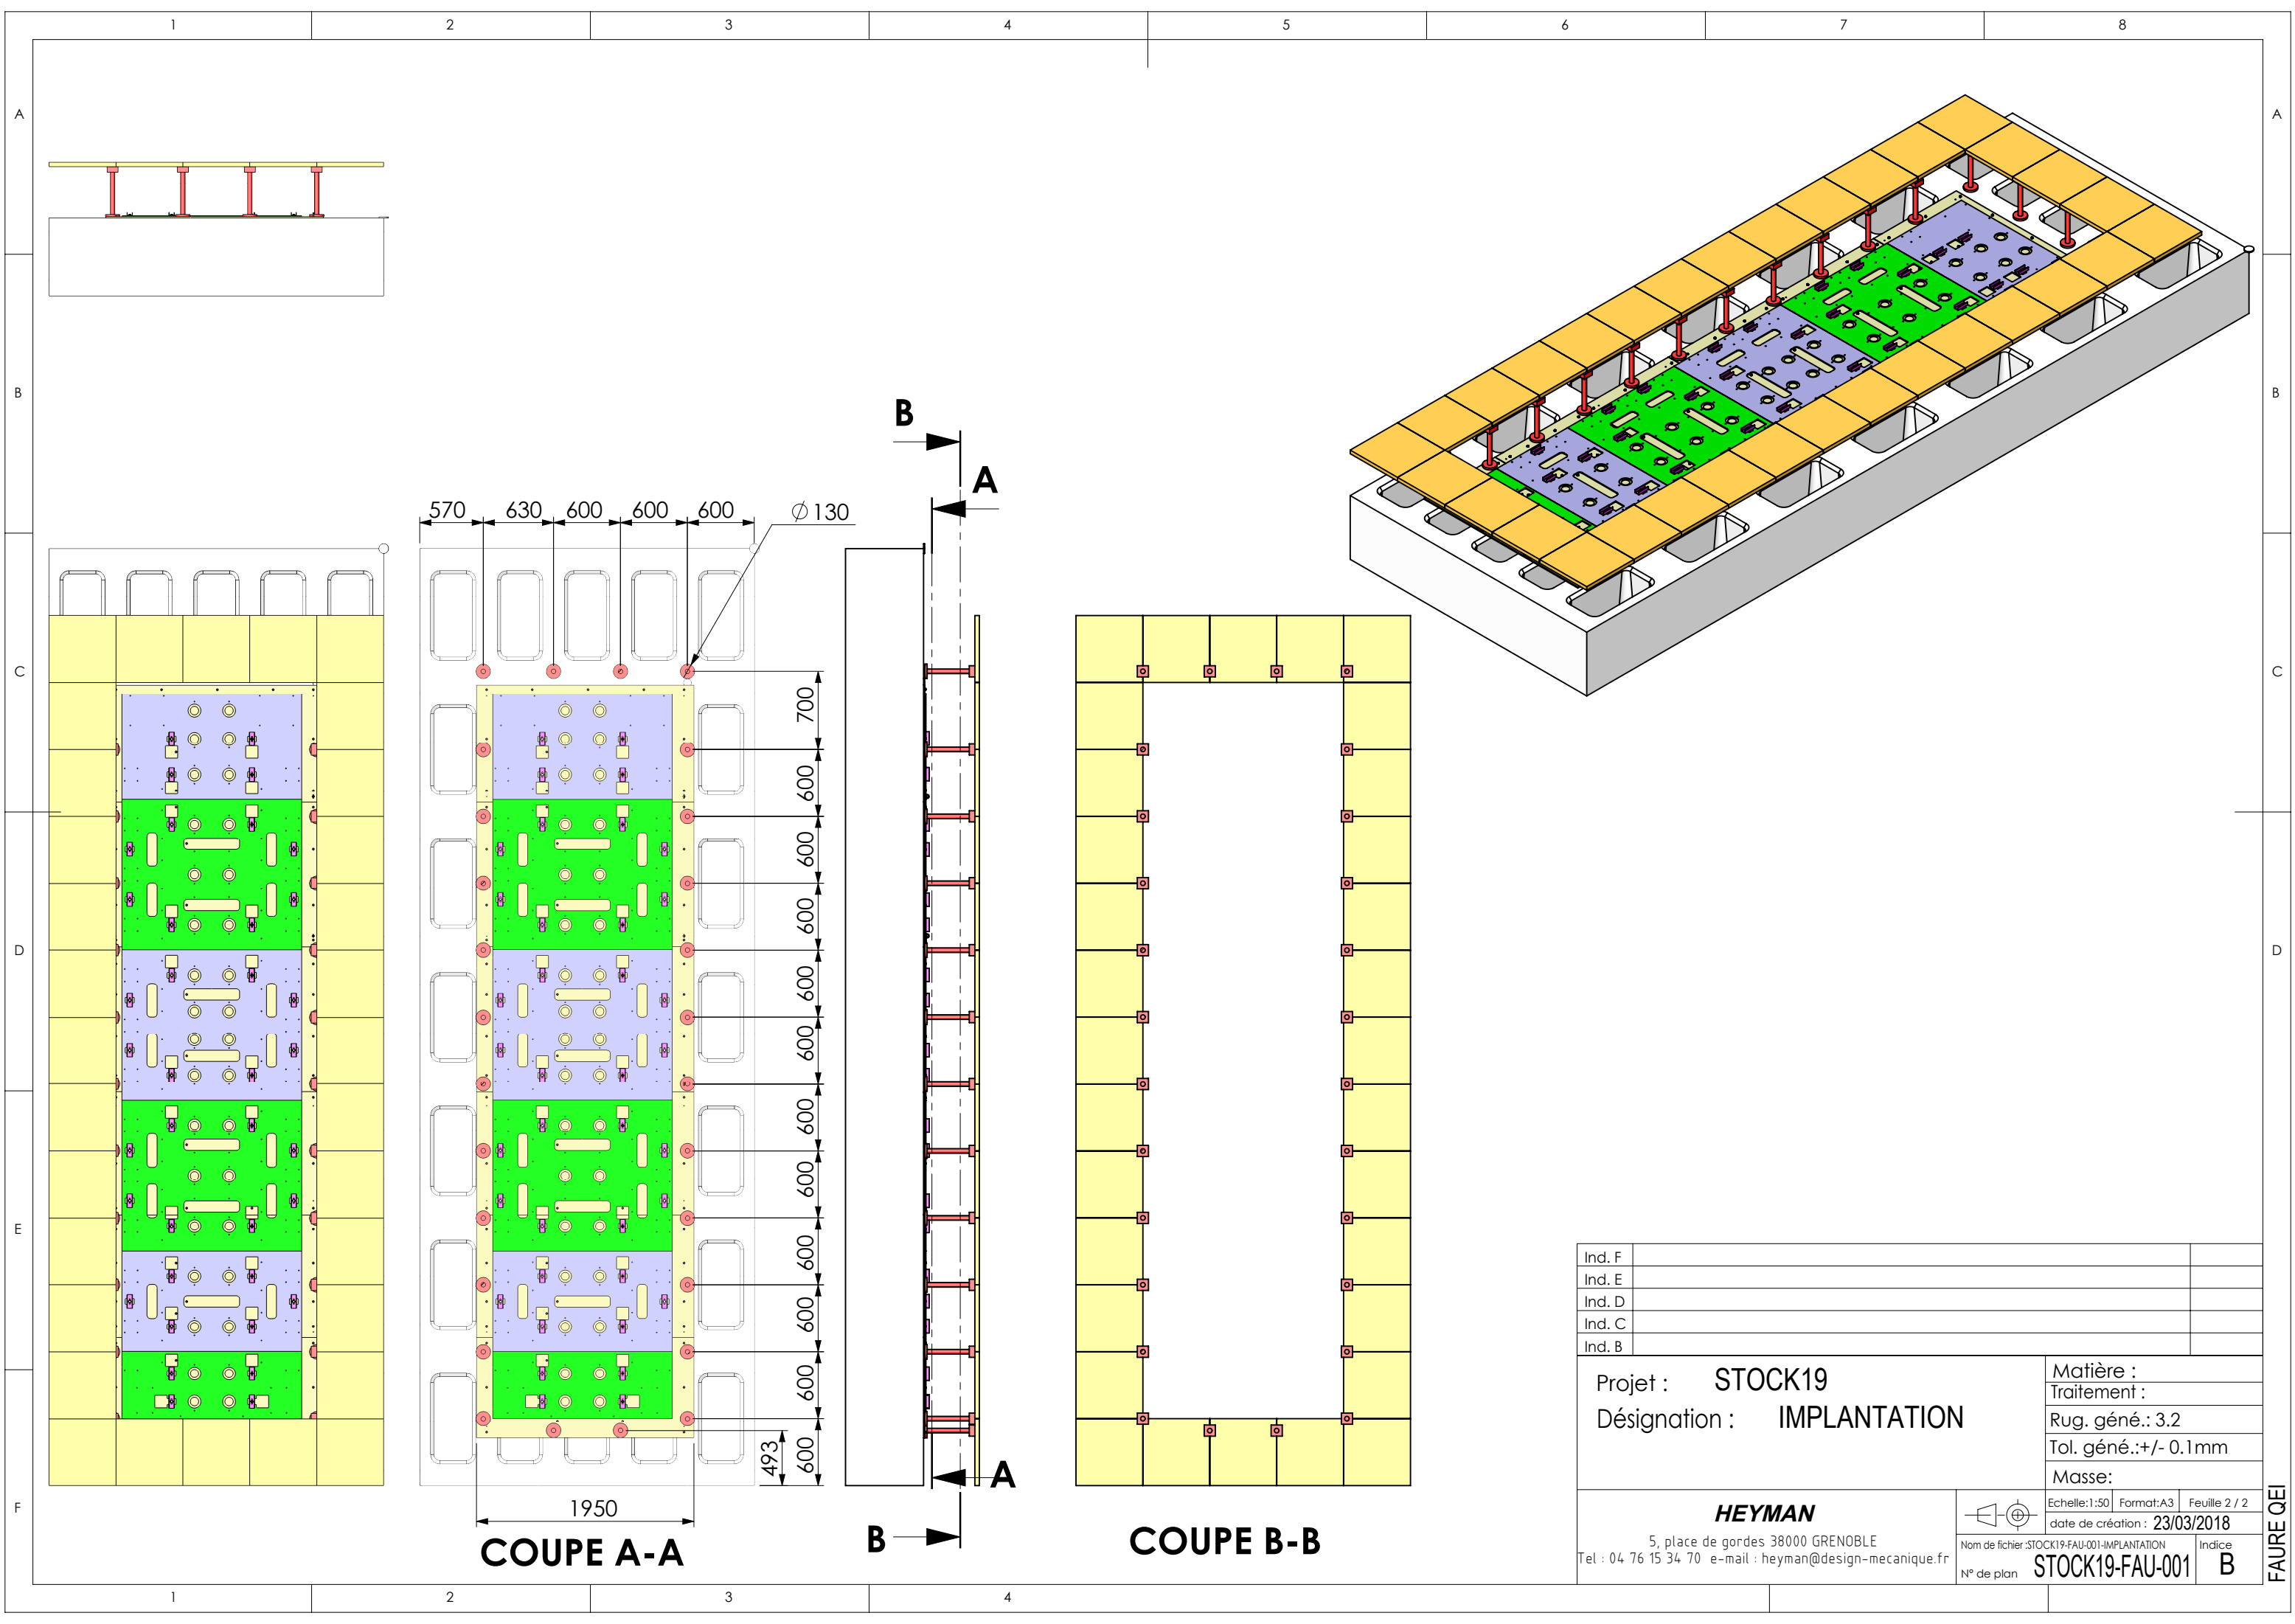 1 2 3 4 5 6 7 8
A A
B B
C C
D D
E E
F
B
A
570 630 600 600 600 Ø 130
700
600
600
600
600
600
600
600
600
600
600
600
493
1950
COUPE A-A
A
B
COUPE B-B
Ind. F
Ind. E
Ind. D
Ind. C
Ind. B
Projet : STOCK19
Désignation : IMPLANTATION
Matière :
Traitement :
Rug. géné.: 3.2
Tol. géné.:+/- 0.1mm
Masse:
HEYMAN
5, place de gordes 38000 GRENOBLE
Tel : 04 76 15 34 70 e-mail : heyman@design-mecanique.fr
Echelle:1:50 Format:A3 Feuille 2 / 2
date de création : 23/03/2018
Nom de fichier :STOCK19-FAU-001-IMPLANTATION
N° de plan STOCK19-FAU-001
Indice
B
FAURE QEI
1 2 3 4